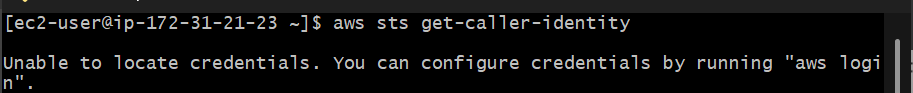 [ec2-user@ip-172-31-21-23 ~]$ aws sts get-caller-identity
Unable to locate credentials. You can configure credentials by running "aws logi
n".